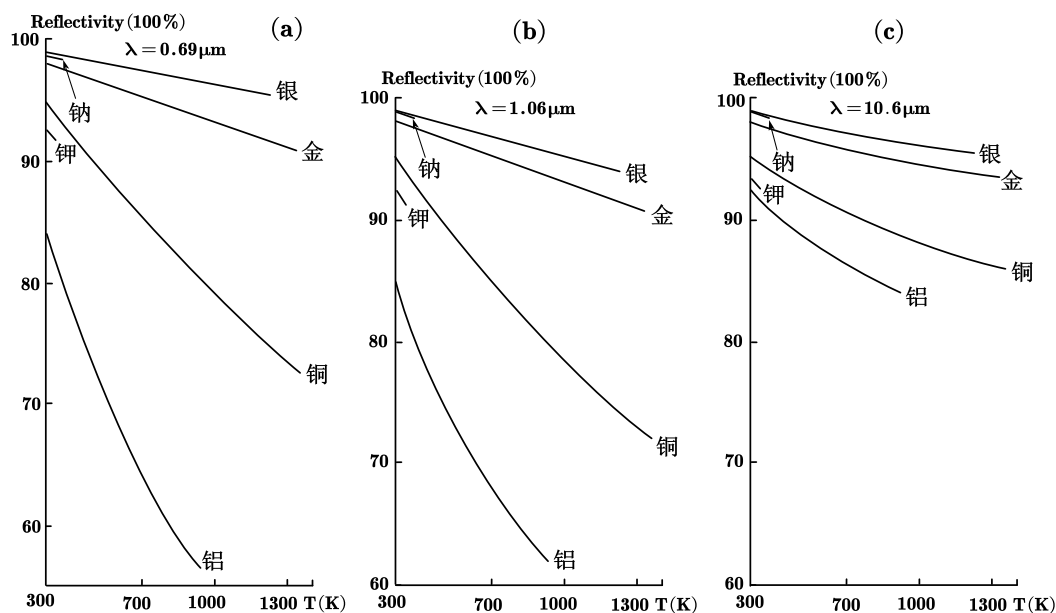 (a)
Reflectivity (100%)
λ = 0.69μm
100
90
80
70
60
300
700
1000
1300
T (K)
银
钠
金
钾
铜
铝
(b)
Reflectivity (100%)
λ = 1.06μm
100
90
80
70
60
300
700
1000
1300
T (K)
银
钠
金
钾
铜
铝
(c)
Reflectivity (100%)
λ = 10.6μm
100
90
80
70
60
300
700
1000
1300
T (K)
银
钠
金
钾
铜
铝